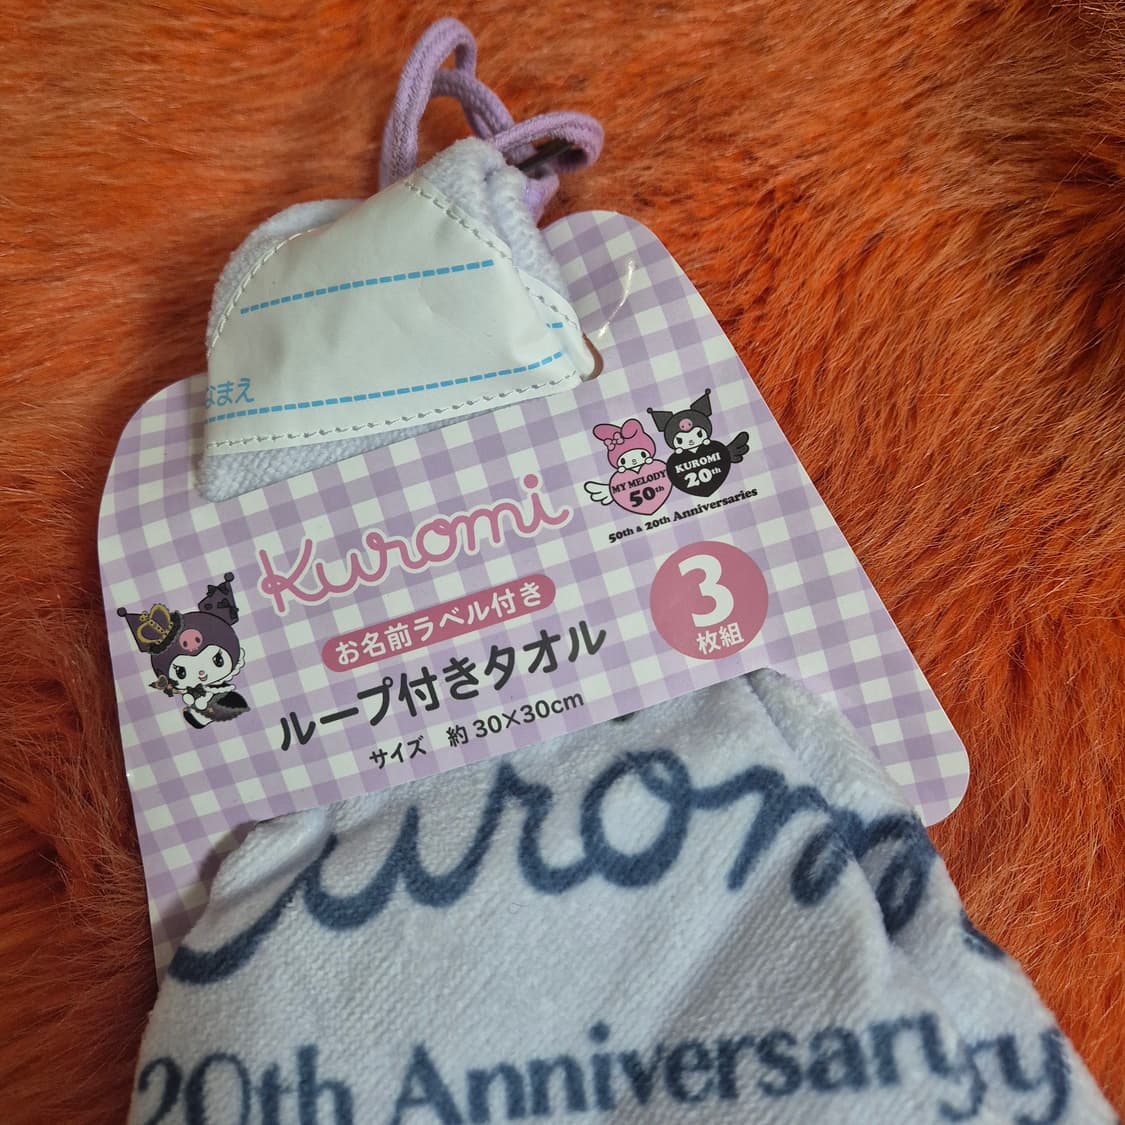 なまえ
MY MELODY
50th
KUROMI
20th
50th & 20th Anniversaries
Kuromi
お名前ラベル付き
ループ付きタオル
サイズ 約30×30cm
3
枚組
Kuromi
20th Anniversary